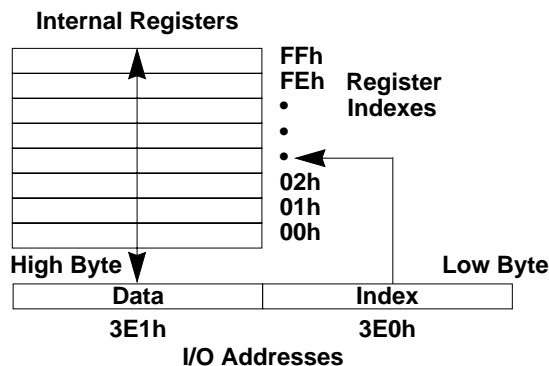 Internal Registers
FFh
FEh
Register
Indexes
•
•
•
02h
01h
00h
High Byte
Low Byte
Data
Index
3E1h
3E0h
I/O Addresses